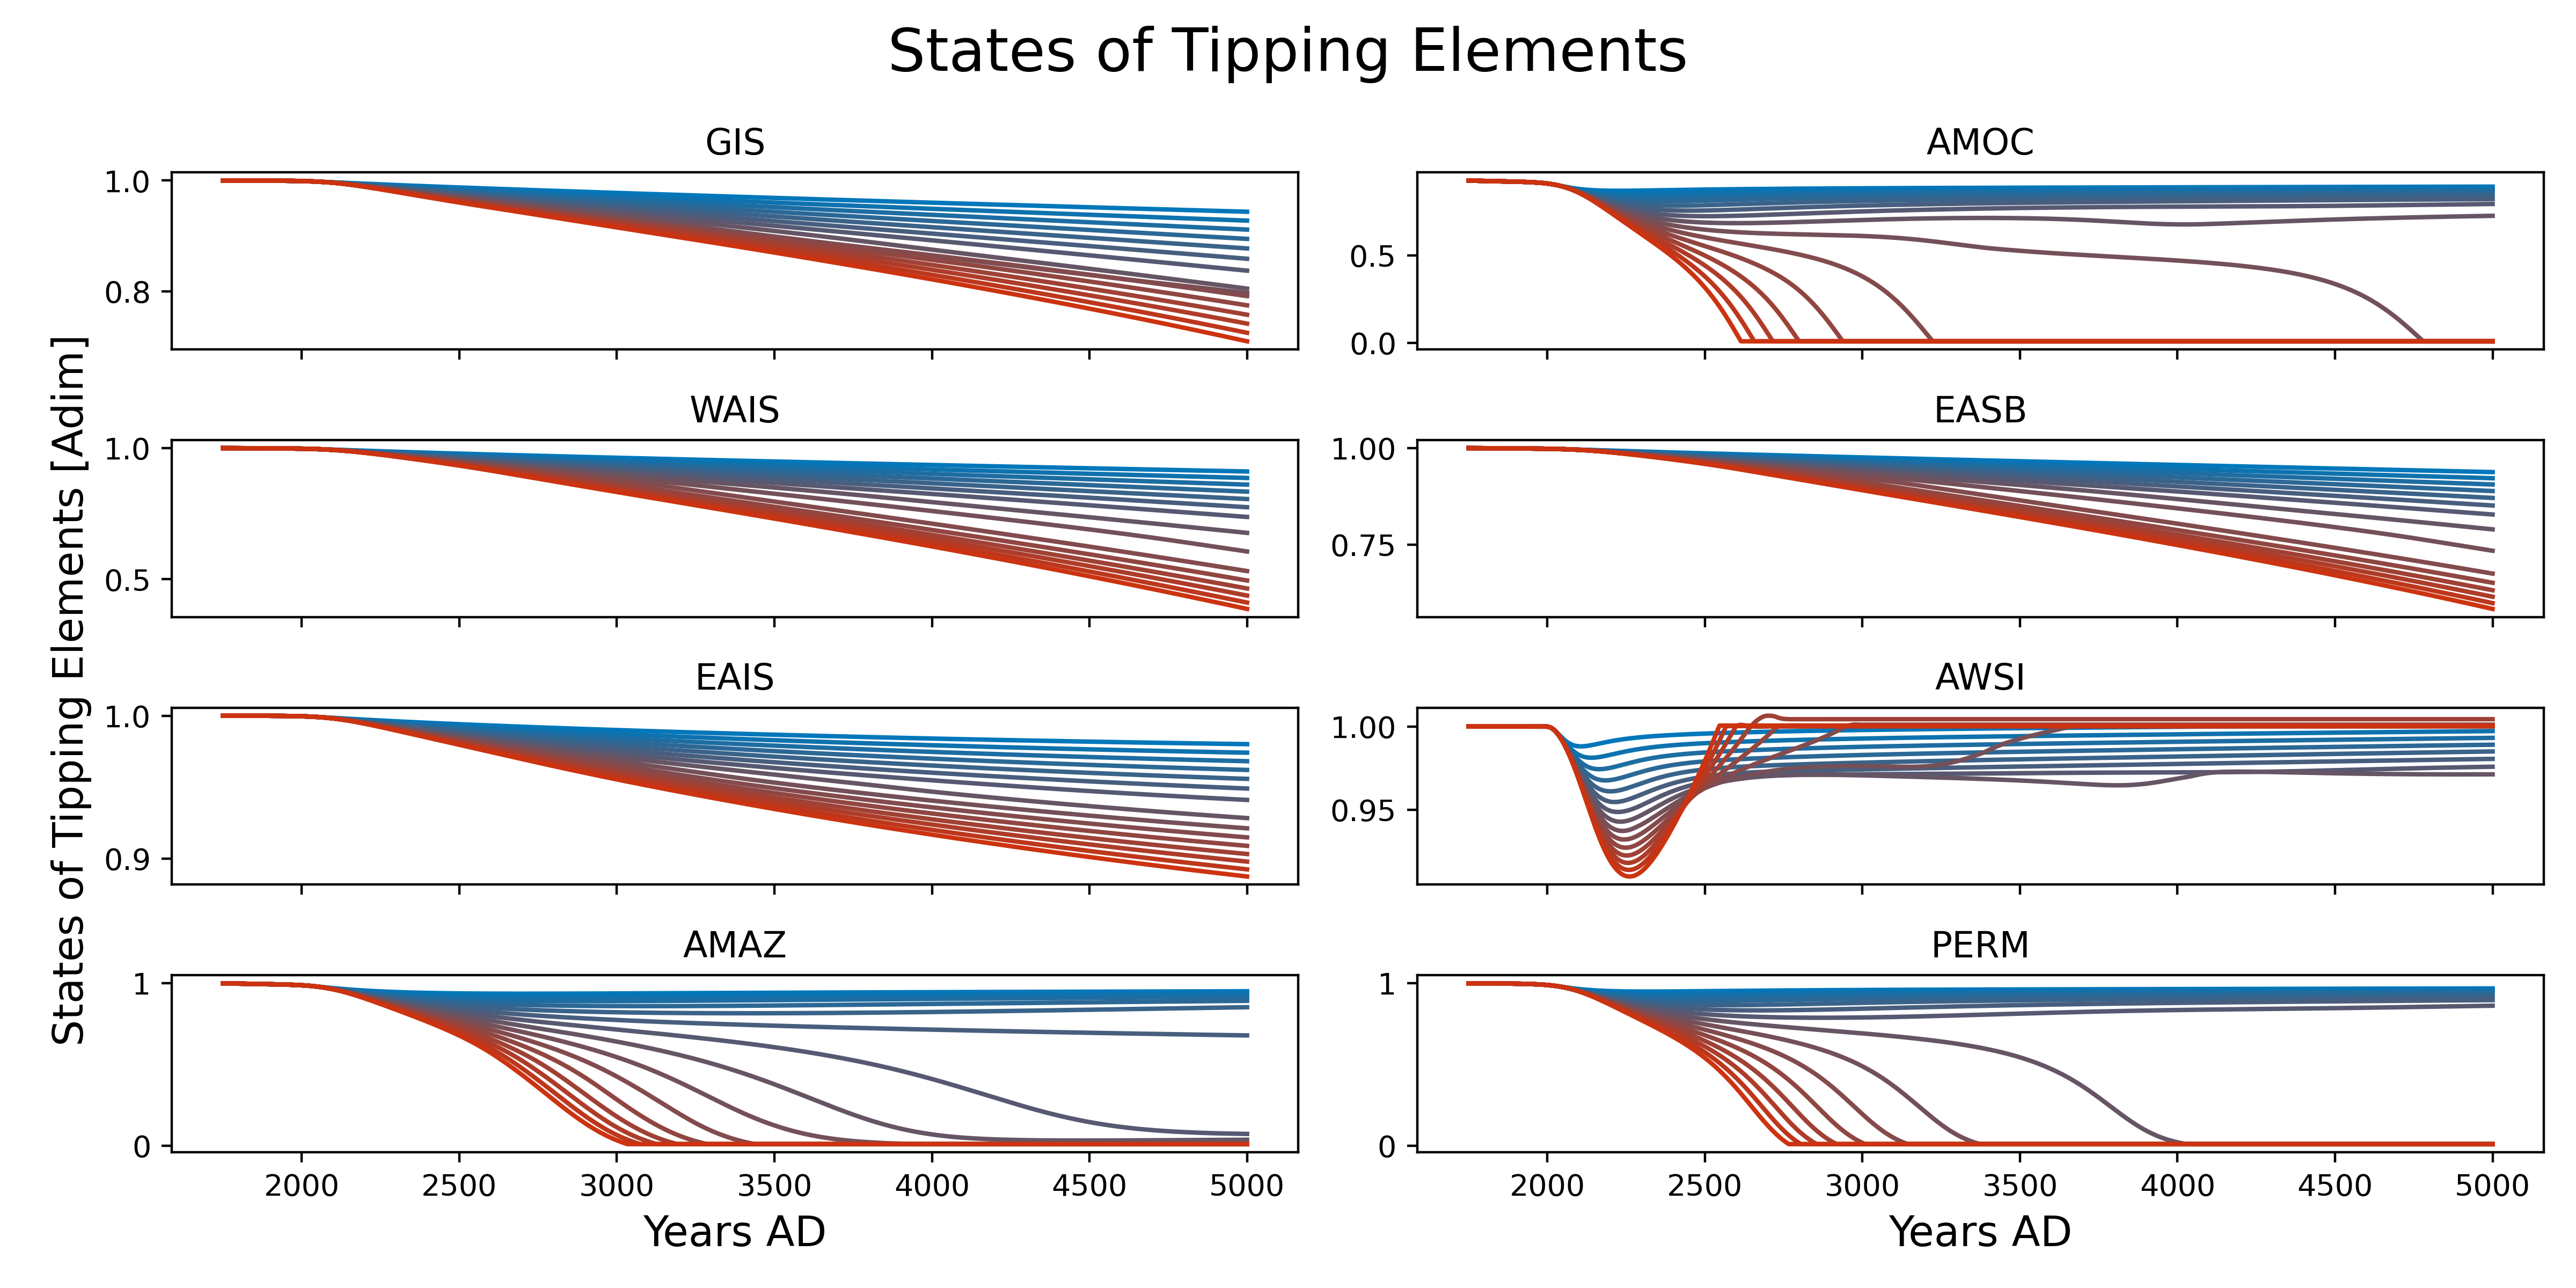 States of Tipping Elements
States of Tipping Elements [Adim]
GIS
1.0
0.8
AMOC
0.5
0.0
WAIS
1.0
0.5
EASB
1.00
0.75
EAIS
1.0
0.9
AWSI
1.00
0.95
AMAZ
1
0
2000 2500 3000 3500 4000 4500 5000
Years AD
PERM
1
0
2000 2500 3000 3500 4000 4500 5000
Years AD